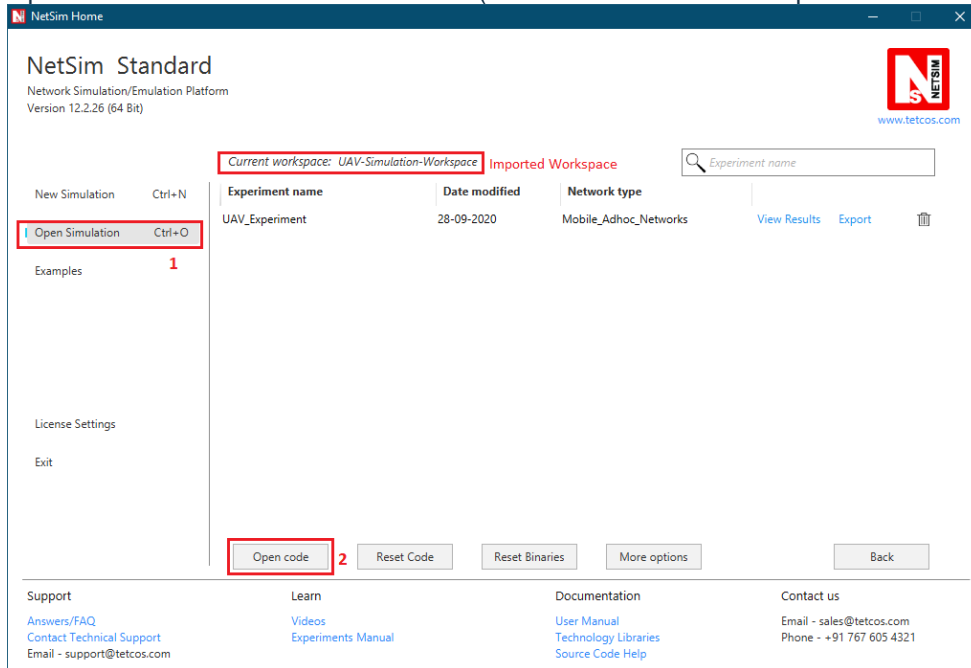 NetSim Home
NetSim Standard
Network Simulation/Emulation Platform
Version 12.2.26 (64 Bit)
NETSIM
www.tetcos.com
Current workspace: UAV-Simulation-Workspace Imported Workspace Experiment name
New Simulation Ctrl+N
Open Simulation Ctrl+O
1
Examples
License Settings
Exit
Experiment name Date modified Network type
UAV_Experiment 28-09-2020 Mobile_Adhoc_Networks View Results Export
Open code 2 Reset Code Reset Binaries More options Back
Support
Answers/FAQ
Contact Technical Support
Email - support@tetcos.com
Learn
Videos
Experiments Manual
Documentation
User Manual
Technology Libraries
Source Code Help
Contact us
Email - sales@tetcos.com
Phone - +91 767 605 4321